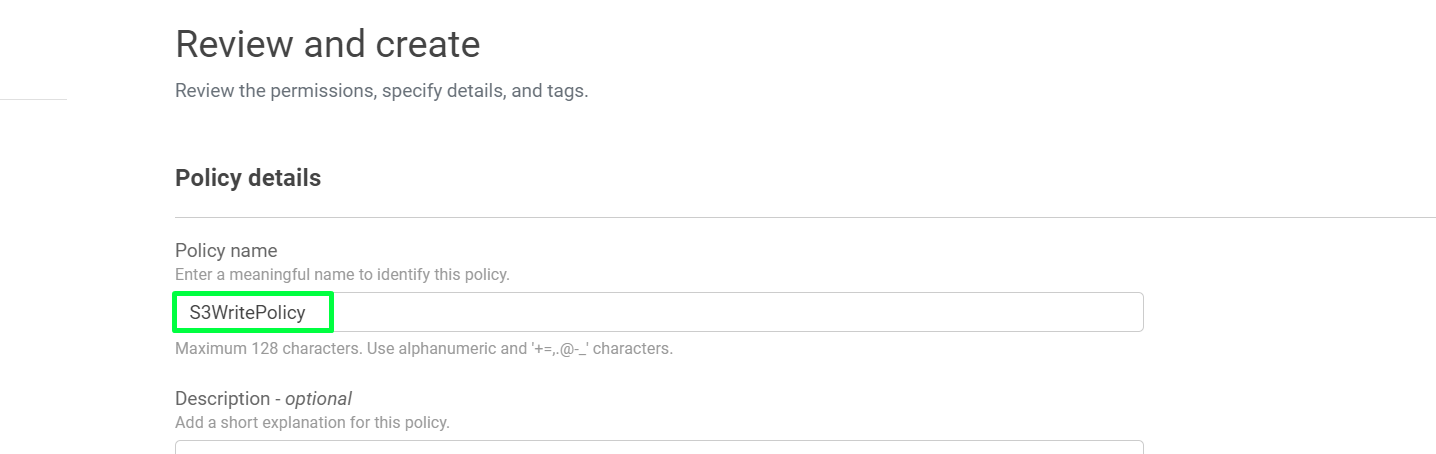 Review and create
Review the permissions, specify details, and tags.
Policy details
Policy name
Enter a meaningful name to identify this policy.
S3WritePolicy
Maximum 128 characters. Use alphanumeric and '+=,.@-_' characters.
Description - optional
Add a short explanation for this policy.